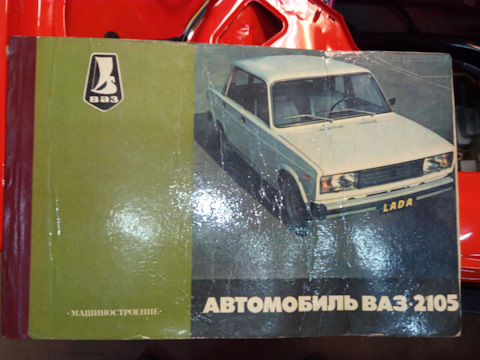 ВАЗ
LADA
·МАШИНОСТРОЕНИЕ·
АВТОМОБИЛЬ ВАЗ 2105